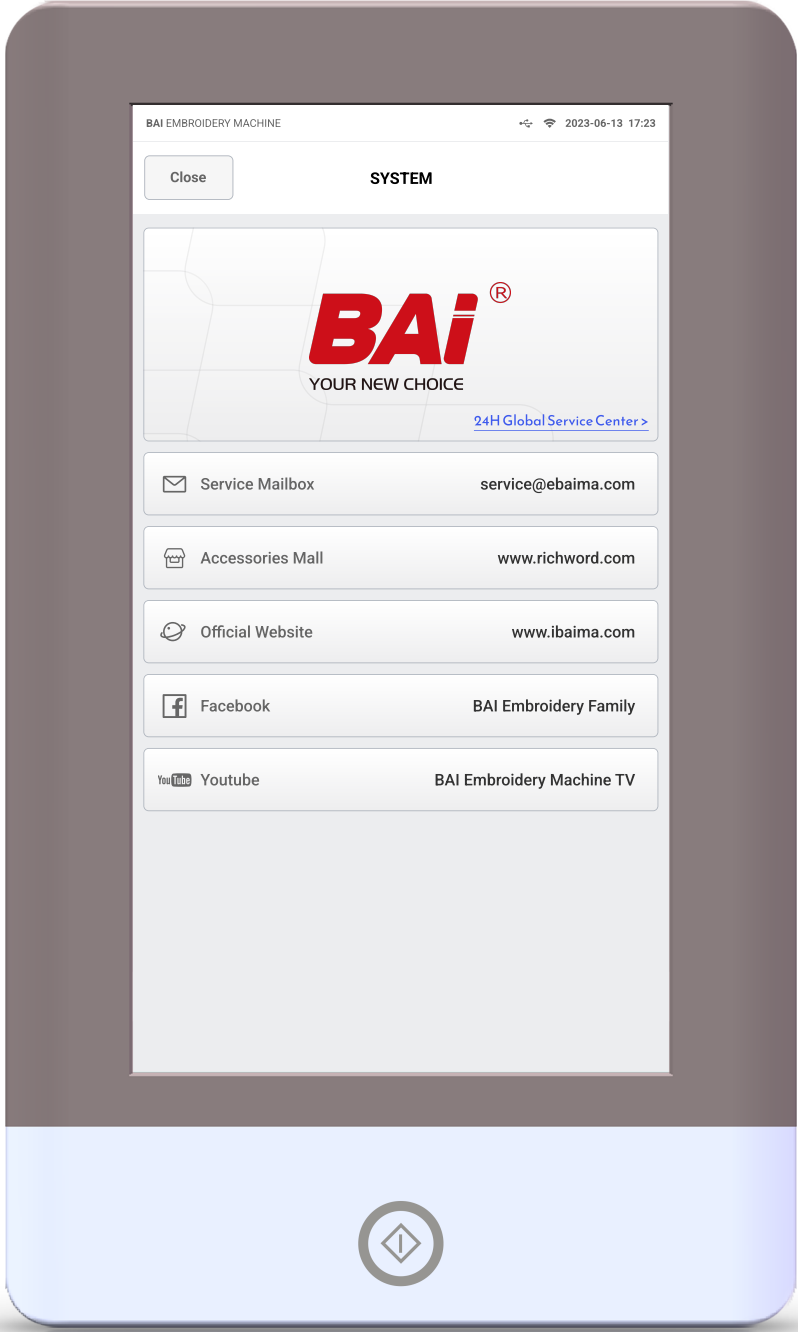 BAI EMBROIDERY MACHINE 2023-06-13 17:23
Close SYSTEM
BAi ®
YOUR NEW CHOICE
24H Global Service Center >
Service Mailbox service@ebaima.com
Accessories Mall www.richword.com
Official Website www.ibaima.com
Facebook BAI Embroidery Family
You Tube Youtube BAI Embroidery Machine TV